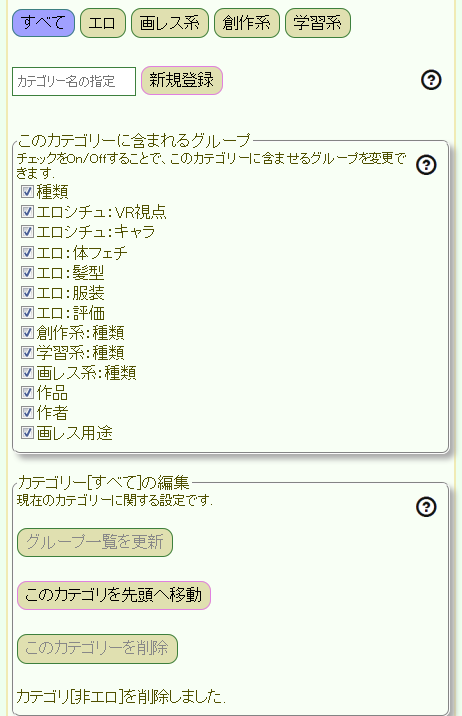 すべて エロ 画レス系 創作系 学習系
カテゴリー名の指定 新規登録
このカテゴリーに含まれるグループ
チェックをOn/Offすることで、このカテゴリーに含ませるグループを変更で
きます.
種類
エロシチュ:VR視点
エロシチュ:キャラ
エロ:体フェチ
エロ:髪型
エロ:服装
エロ:評価
創作系:種類
学習系:種類
画レス系:種類
作品
作者
画レス用途
カテゴリー[すべて]の編集
現在のカテゴリーに関する設定です.
グループ一覧を更新
このカテゴリを先頭へ移動
このカテゴリーを削除
カテゴリ[非エロ]を削除しました.